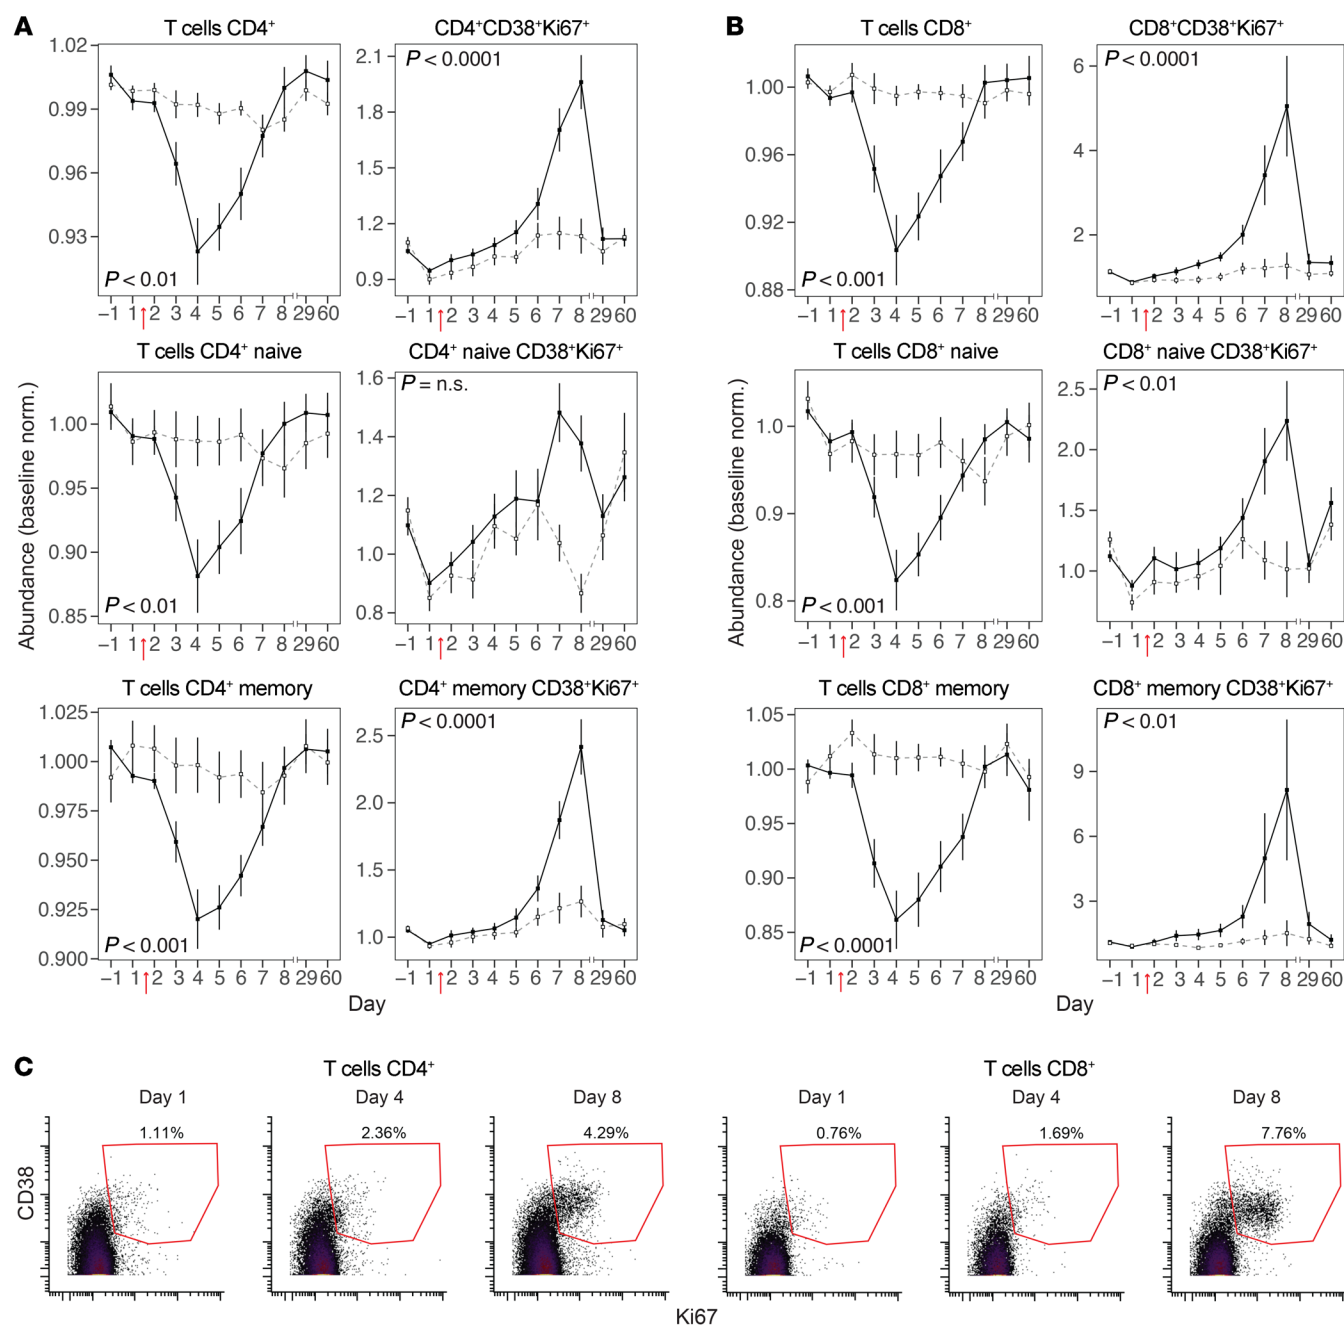 A
B
T cells CD4⁺
CD4⁺CD38⁺Ki67⁺
T cells CD8⁺
CD8⁺CD38⁺Ki67⁺
1.02
0.99
0.96
0.93
P < 0.01
−1 1 2 3 4 5 6 7 8 29 60
2.1
1.8
1.5
1.2
0.9
P < 0.0001
−1 1 2 3 4 5 6 7 8 29 60
1.00
0.96
0.92
0.88
P < 0.001
−1 1 2 3 4 5 6 7 8 29 60
6
4
2
P < 0.0001
−1 1 2 3 4 5 6 7 8 29 60
Abundance (baseline norm.)
Abundance (baseline norm.)
T cells CD4⁺ naive
CD4⁺ naive CD38⁺Ki67⁺
T cells CD8⁺ naive
CD8⁺ naive CD38⁺Ki67⁺
1.00
0.95
0.90
0.85
P < 0.01
−1 1 2 3 4 5 6 7 8 29 60
1.6
1.4
1.2
1.0
0.8
P = n.s.
−1 1 2 3 4 5 6 7 8 29 60
1.0
0.9
0.8
P < 0.001
−1 1 2 3 4 5 6 7 8 29 60
2.5
2.0
1.5
1.0
P < 0.01
−1 1 2 3 4 5 6 7 8 29 60
T cells CD4⁺ memory
CD4⁺ memory CD38⁺Ki67⁺
T cells CD8⁺ memory
CD8⁺ memory CD38⁺Ki67⁺
1.025
1.000
0.975
0.950
0.925
0.900
P < 0.001
−1 1 2 3 4 5 6 7 8 29 60
2.5
2.0
1.5
1.0
P < 0.0001
−1 1 2 3 4 5 6 7 8 29 60
1.05
1.00
0.95
0.90
0.85
P < 0.0001
−1 1 2 3 4 5 6 7 8 29 60
9
6
3
P < 0.01
−1 1 2 3 4 5 6 7 8 29 60
Day
Day
C
T cells CD4⁺
T cells CD8⁺
Day 1
Day 4
Day 8
Day 1
Day 4
Day 8
1.11%
2.36%
4.29%
0.76%
1.69%
7.76%
CD38
Ki67